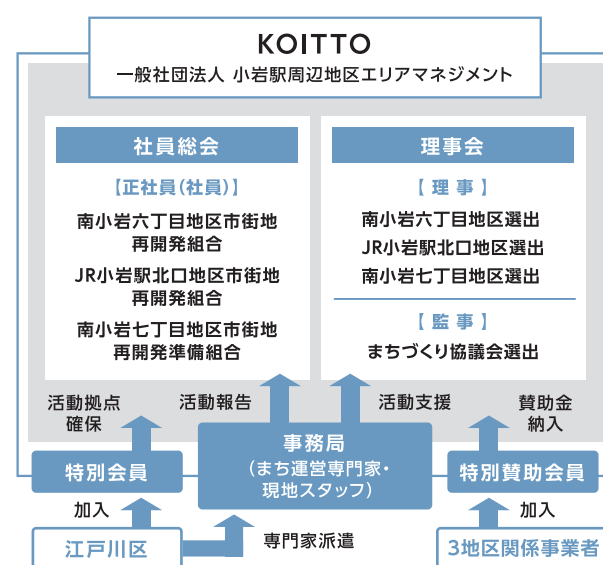 KOITTO
一般社団法人 小岩駅周辺地区エリアマネジメント
社員総会
【正社員(社員)】
南小岩六丁目地区市街地
再開発組合
JR小岩駅北口地区市街地
再開発組合
南小岩七丁目地区市街地
再開発準備組合
理事会
【 理 事 】
南小岩六丁目地区選出
JR小岩駅北口地区選出
南小岩七丁目地区選出
【 監 事 】
まちづくり協議会選出
活動拠点
確保
活動報告
活動支援
賛助金
納入
特別会員
事務局
(まち運営専門家・
現地スタッフ)
特別賛助会員
加入
専門家派遣
加入
江戸川区
3地区関係事業者